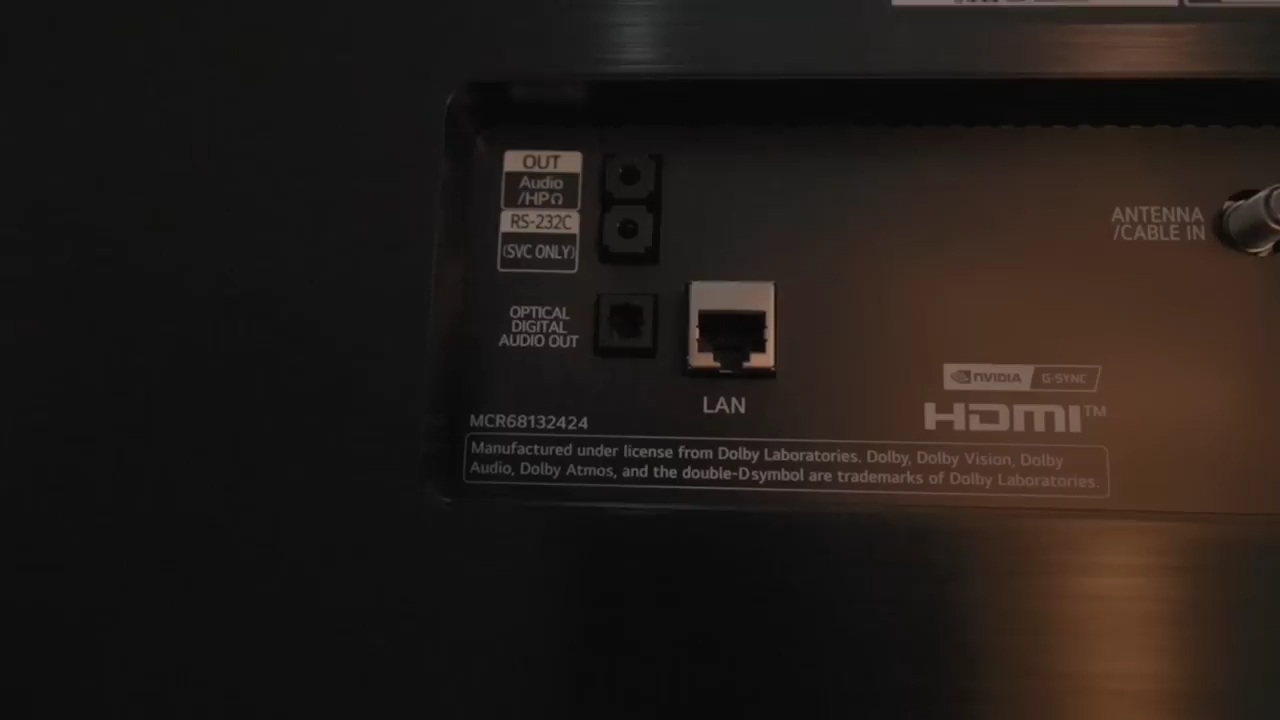 OUT
Audio
/HPΩ
RS-232C
(SVC ONLY)
ANTENNA
/CABLE IN
OPTICAL
DIGITAL
AUDIO OUT
LAN
NVIDIA G-SYNC
HDMI™
MCR68132424
Manufactured under license from Dolby Laboratories. Dolby, Dolby Vision, Dolby
Audio, Dolby Atmos, and the double-D symbol are trademarks of Dolby Laboratories.